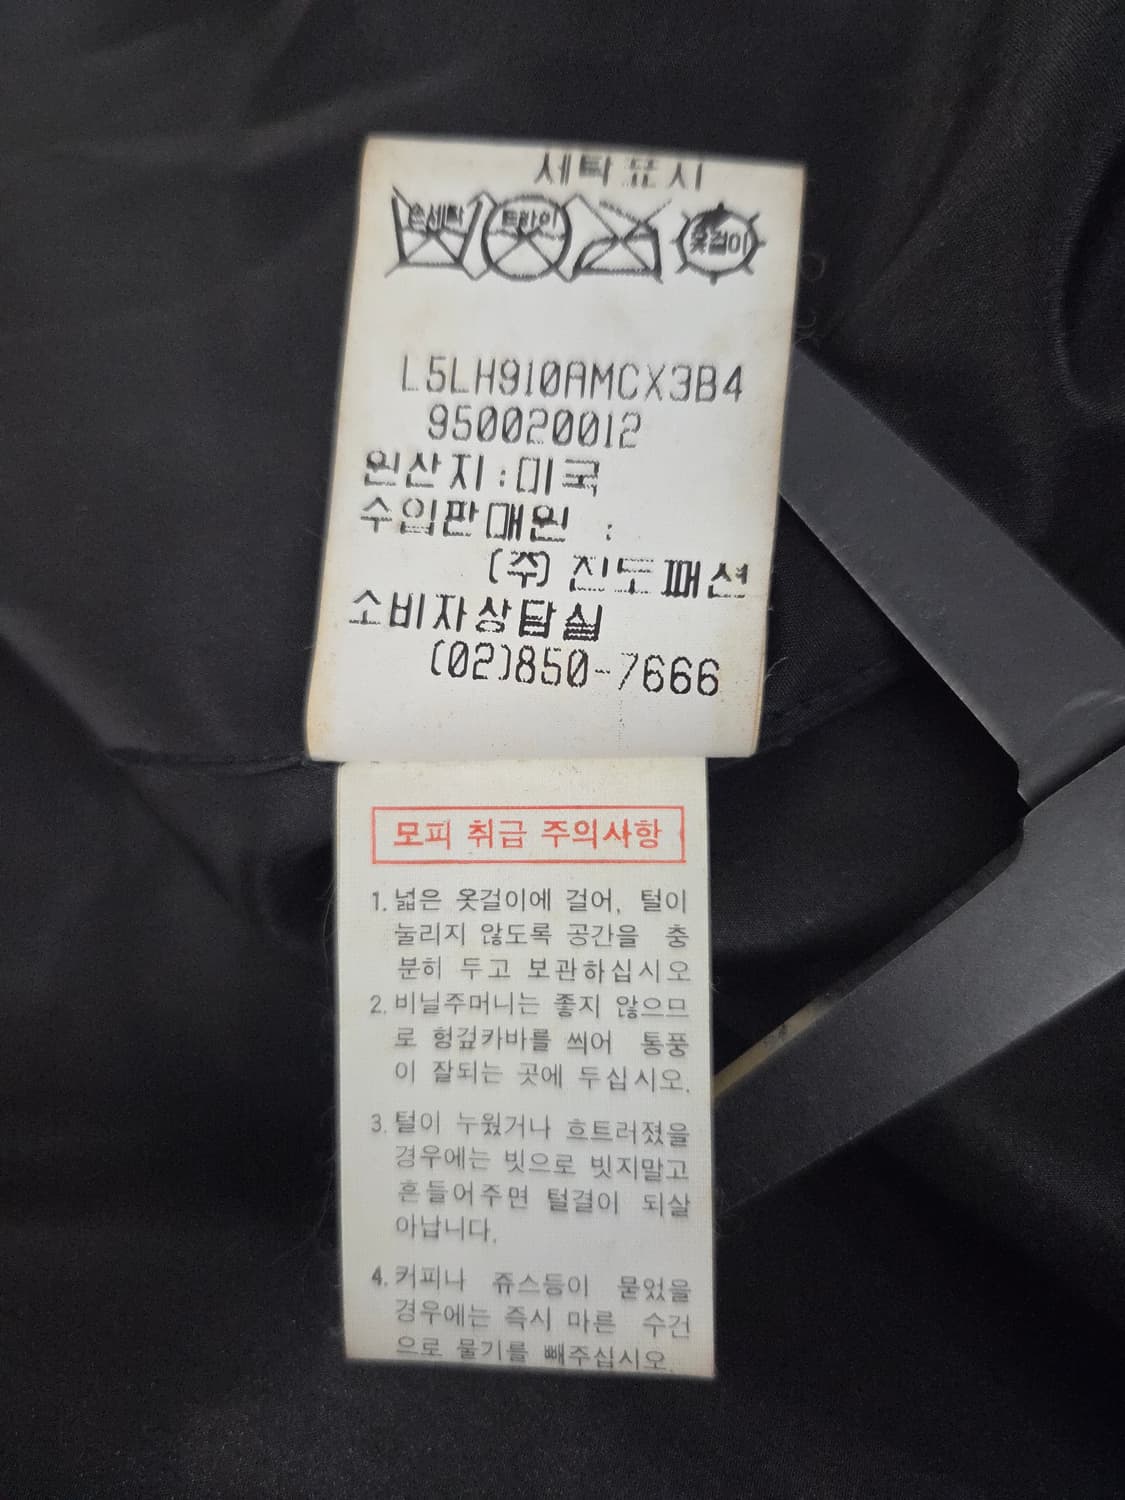 세탁표시
손세탁 드라이 옷걸이
L5LH910AMCX3B4
950020012
원산지:미국
수입판매원 :
(주) 진도패션
소비자상담실
(02)850-7666
모피 취급 주의사항
1. 넓은 옷걸이에 걸어, 털이
눌리지 않도록 공간을 충
분히 두고 보관하십시오
2. 비닐주머니는 좋지 않으므
로 헝겊카바를 씌어 통풍
이 잘되는 곳에 두십시오.
3. 털이 누웠거나 흐트러졌을
경우에는 빗으로 빗지말고
흔들어주면 털결이 되살
아납니다.
4. 커피나 쥬스등이 묻었을
경우에는 즉시 마른 수건
으로 물기를 빼주십시오.